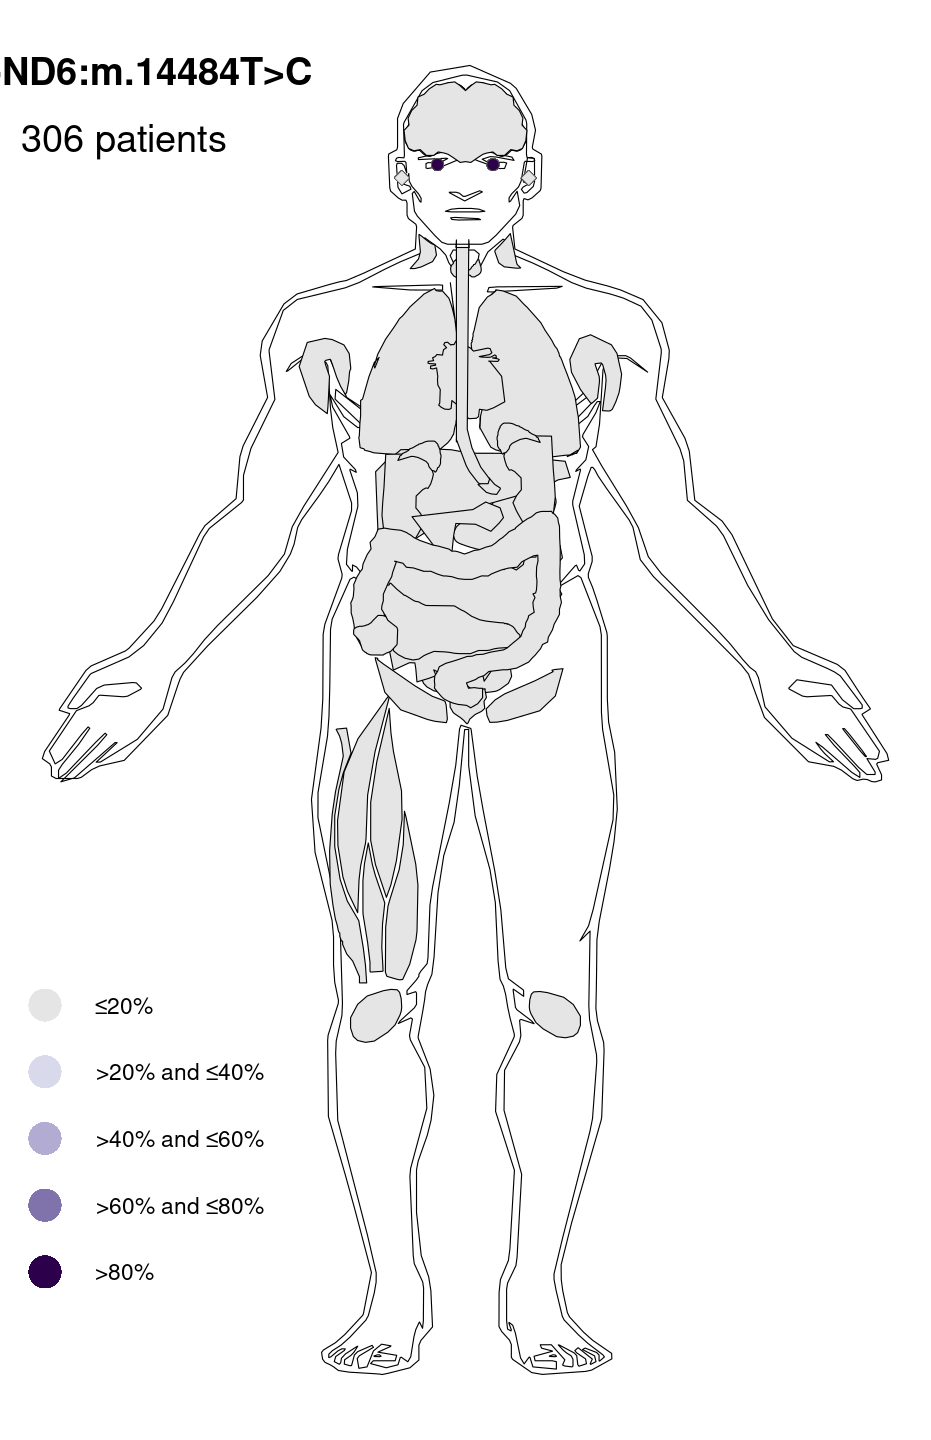 -ND6:m.14484T>C
306 patients
≤20%
>20% and ≤40%
>40% and ≤60%
>60% and ≤80%
>80%